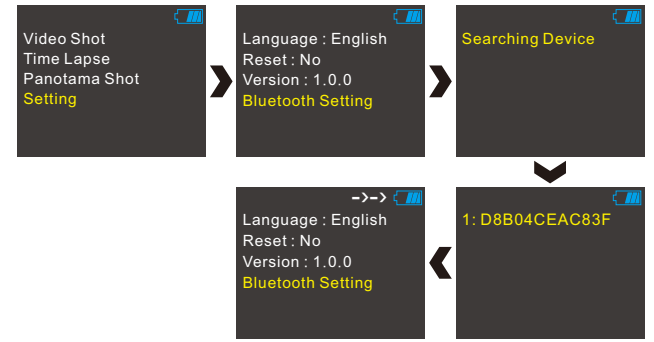 Video Shot
Time Lapse
Panotama Shot
Setting
Language : English
Reset : No
Version : 1.0.0
Bluetooth Setting
Searching Device
1: D8B04CEAC83F
–>–>
Language : English
Reset : No
Version : 1.0.0
Bluetooth Setting